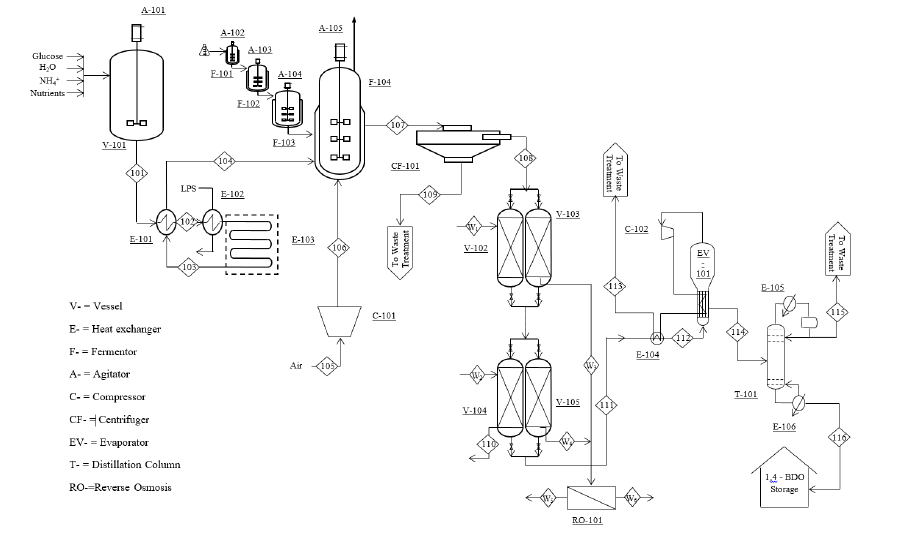 A-101
Glucose
H₂O
NH₄⁺
Nutrients
V-101
101
A-102
A-103
A-104
A-105
F-101
F-102
F-103
F-104
104
LPS
E-102
102
E-101
103
E-103
106
C-101
Air
105
107
CF-101
108
109
To Waste
Treatment
W₁
V-102
V-103
W₃
V-104
V-105
110
111
RO-101
To Waste
Treatment
113
E-104
112
C-102
EV
-
101
114
E-105
T-101
E-106
To Waste
Treatment
115
116
1,4 - BDO
Storage
V- = Vessel
E- = Heat exchanger
F- = Fermentor
A- = Agitator
C- = Compressor
CF- = Centrifuger
EV- = Evaporator
T- = Distillation Column
RO-=Reverse Osmosis